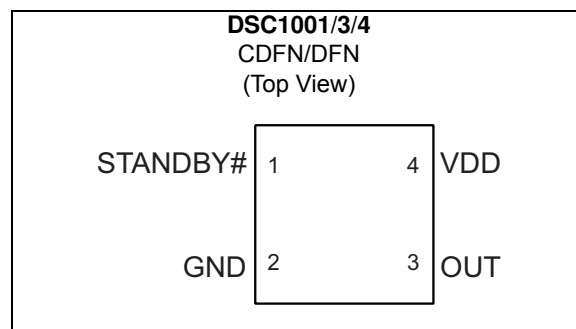 DSC1001/3/4
CDFN/DFN
(Top View)
STANDBY# 1 4 VDD
GND 2 3 OUT